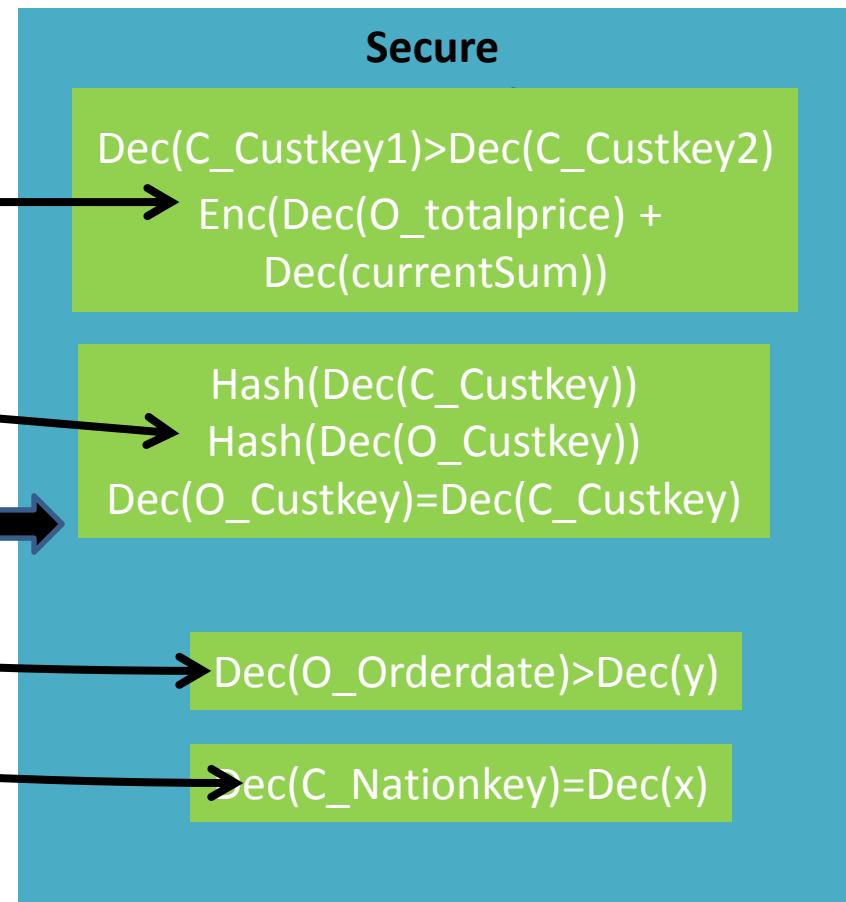 Secure
Dec(C_Custkey1)>Dec(C_Custkey2)
Enc(Dec(O_totalprice) +
Dec(currentSum))
Hash(Dec(C_Custkey))
Hash(Dec(O_Custkey))
Dec(O_Custkey)=Dec(C_Custkey)
Dec(O_Orderdate)>Dec(y)
Dec(C_Nationkey)=Dec(x)